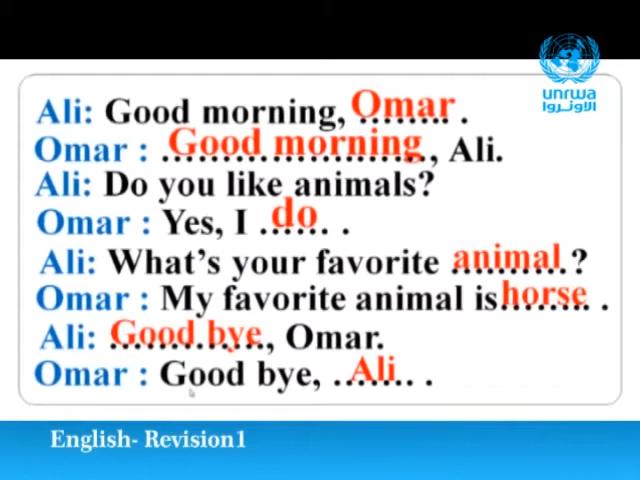 unrwa
الاونروا
Ali: Good morning, Omar .
Omar : Good morning, Ali.
Ali: Do you like animals?
Omar : Yes, I do .
Ali: What's your favorite animal ?
Omar : My favorite animal is horse .
Ali: Good bye, Omar.
Omar : Good bye, Ali .
English- Revision1